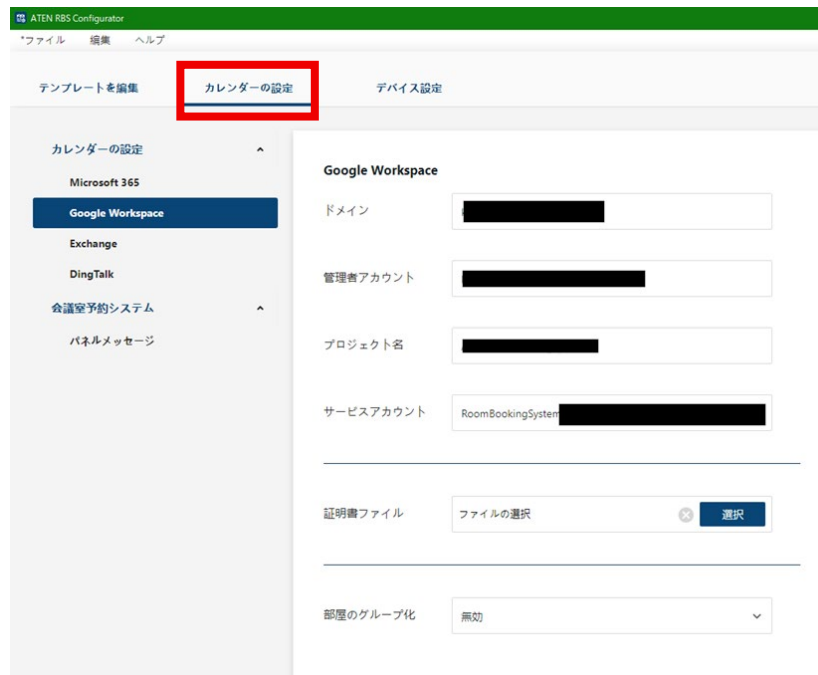 ATEN RBS Configurator
*ファイル 編集 ヘルプ
テンプレートを編集 カレンダーの設定 デバイス設定
カレンダーの設定
Microsoft 365
Google Workspace
Exchange
DingTalk
会議室予約システム
パネルメッセージ
Google Workspace
ドメイン
管理者アカウント
プロジェクト名
サービスアカウント RoomBookingSystem
証明書ファイル ファイルの選択 選択
部屋のグループ化 無効